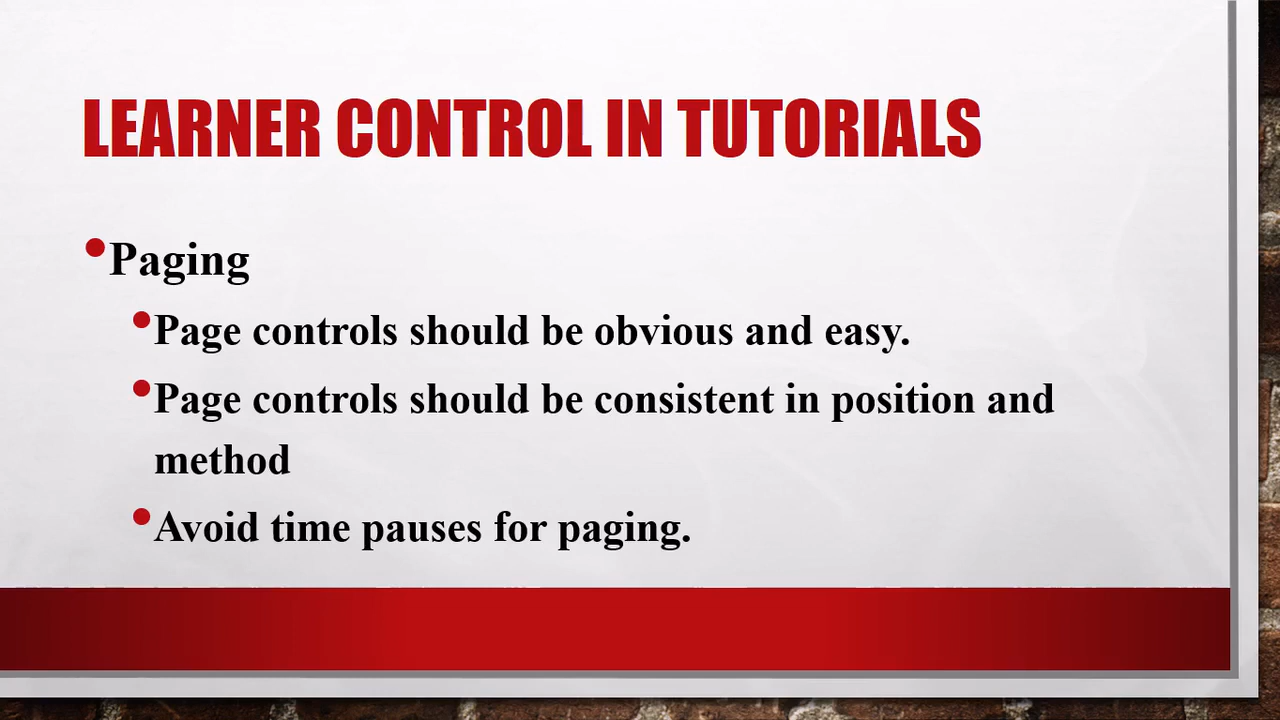 LEARNER CONTROL IN TUTORIALS
•Paging
•Page controls should be obvious and easy.
•Page controls should be consistent in position and
method
•Avoid time pauses for paging.